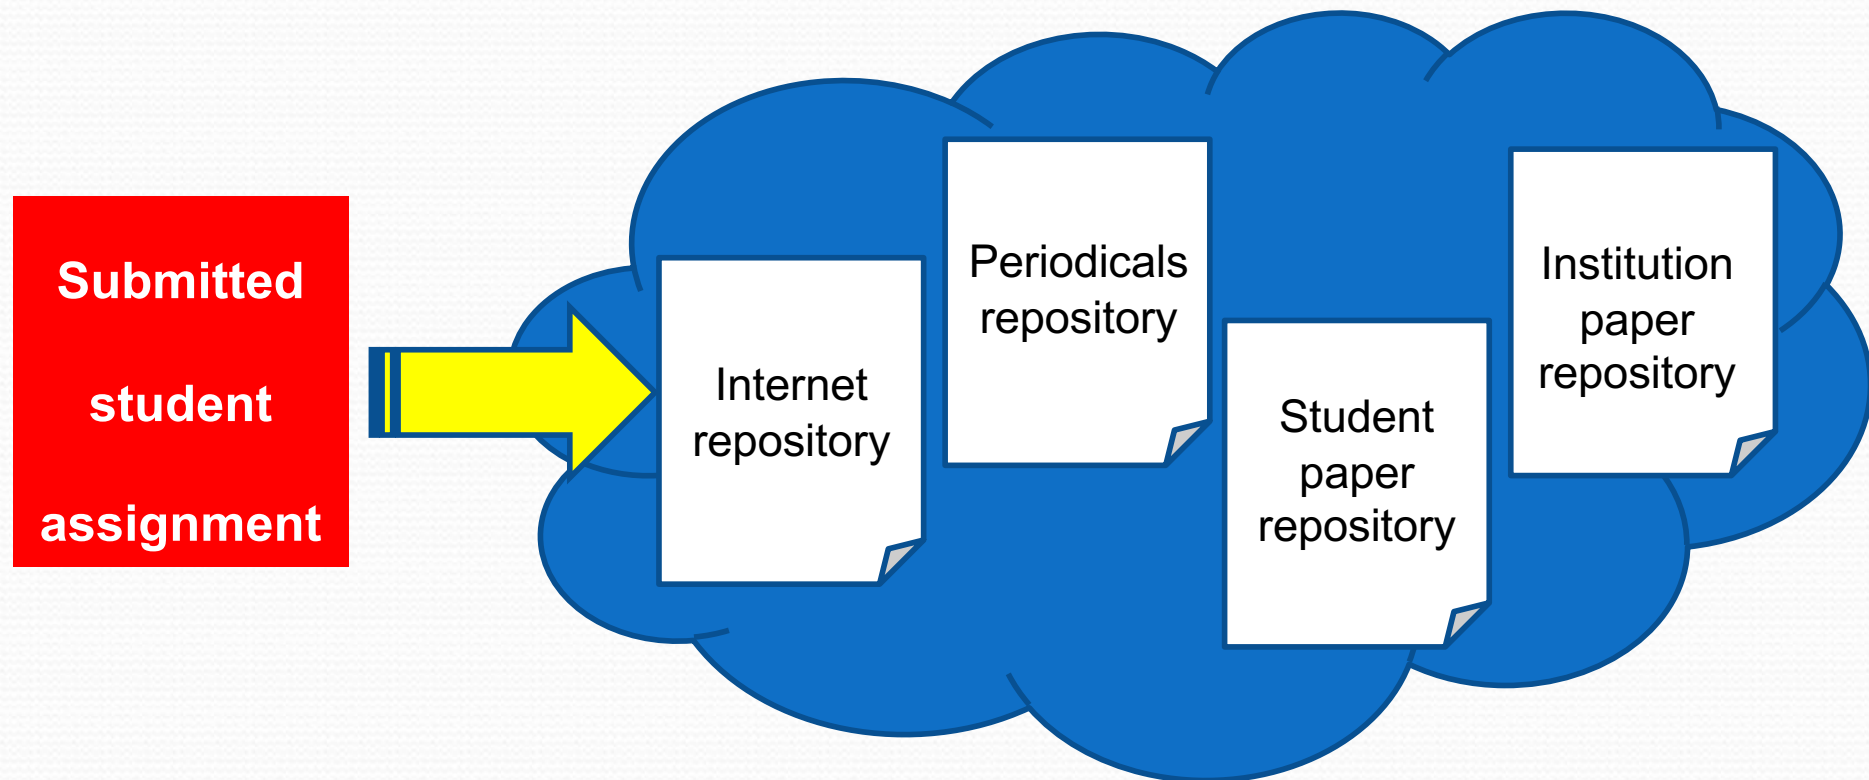 Submitted
student
assignment
Internet
repository
Periodicals
repository
Student
paper
repository
Institution
paper
repository